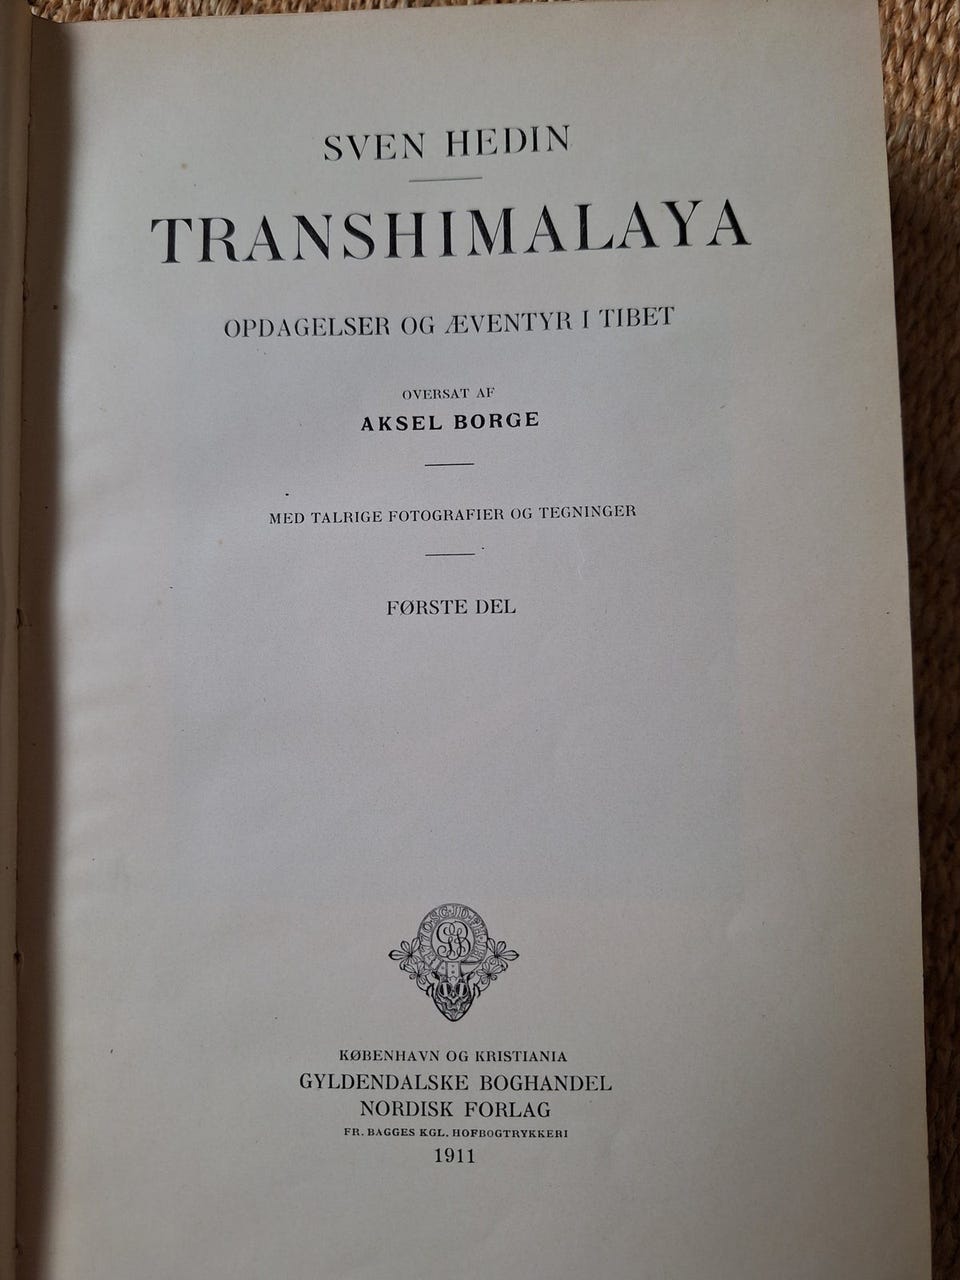 SVEN HEDIN
TRANSHIMALAYA
OPDAGELSER OG ÆVENTYR I TIBET
OVERSAT AF
AKSEL BORGE
MED TALRIGE FOTOGRAFIER OG TEGNINGER
FØRSTE DEL
KØBENHAVN OG KRISTIANIA
GYLDENDALSKE BOGHANDEL
NORDISK FORLAG
FR. BAGGES KGL. HOFBOGTRYKKERI
1911